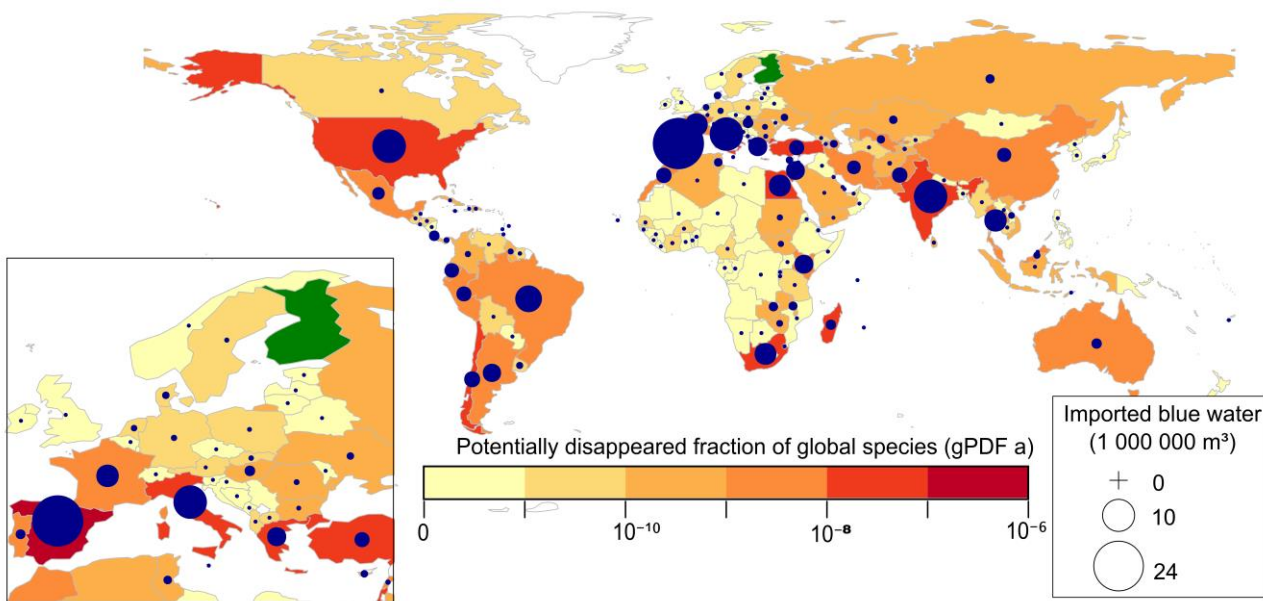 Potentially disappeared fraction of global species (gPDF a)
0
10⁻¹⁰
10⁻⁸
10⁻⁶
Imported blue water
(1 000 000 m³)
0
10
24